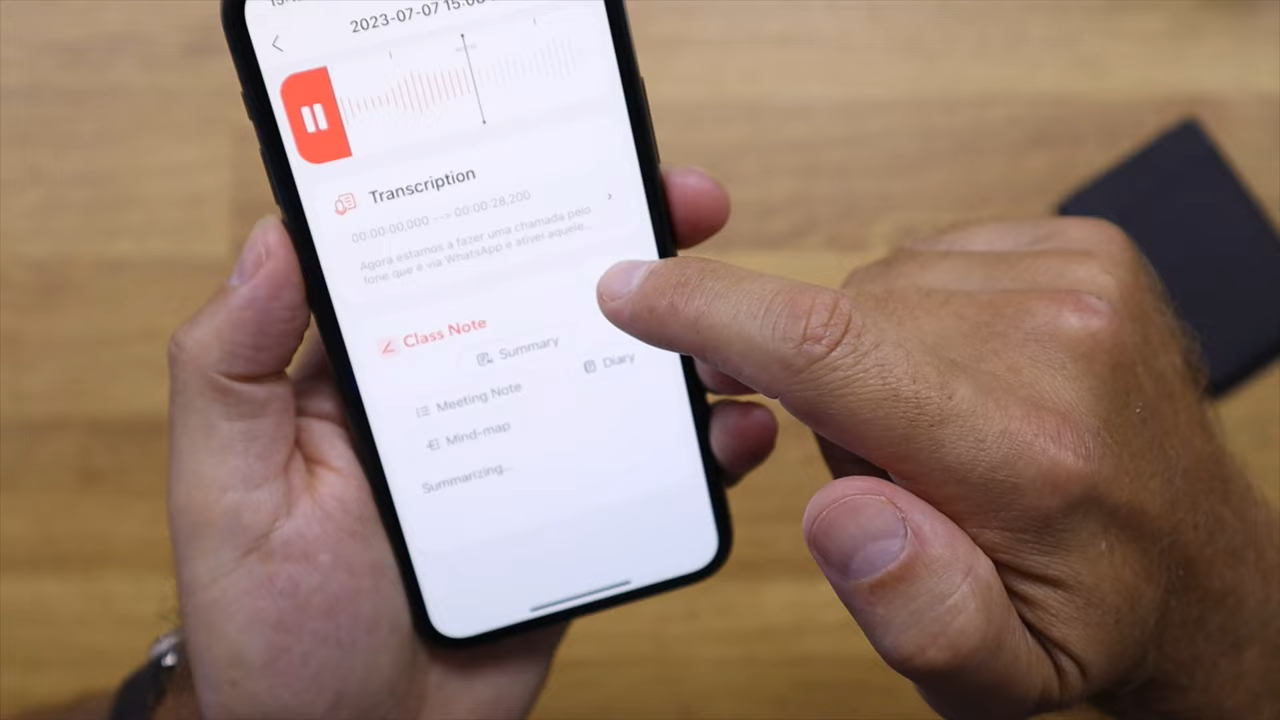 2023-07-07 15:08
Transcription
00:00:00,000 --> 00:00:28,200
Agora estamos a fazer uma chamada pelo
fone que é via WhatsApp e ativei aquele...
Class Note
Summary
Diary
Meeting Note
Mind-map
Summarizing...